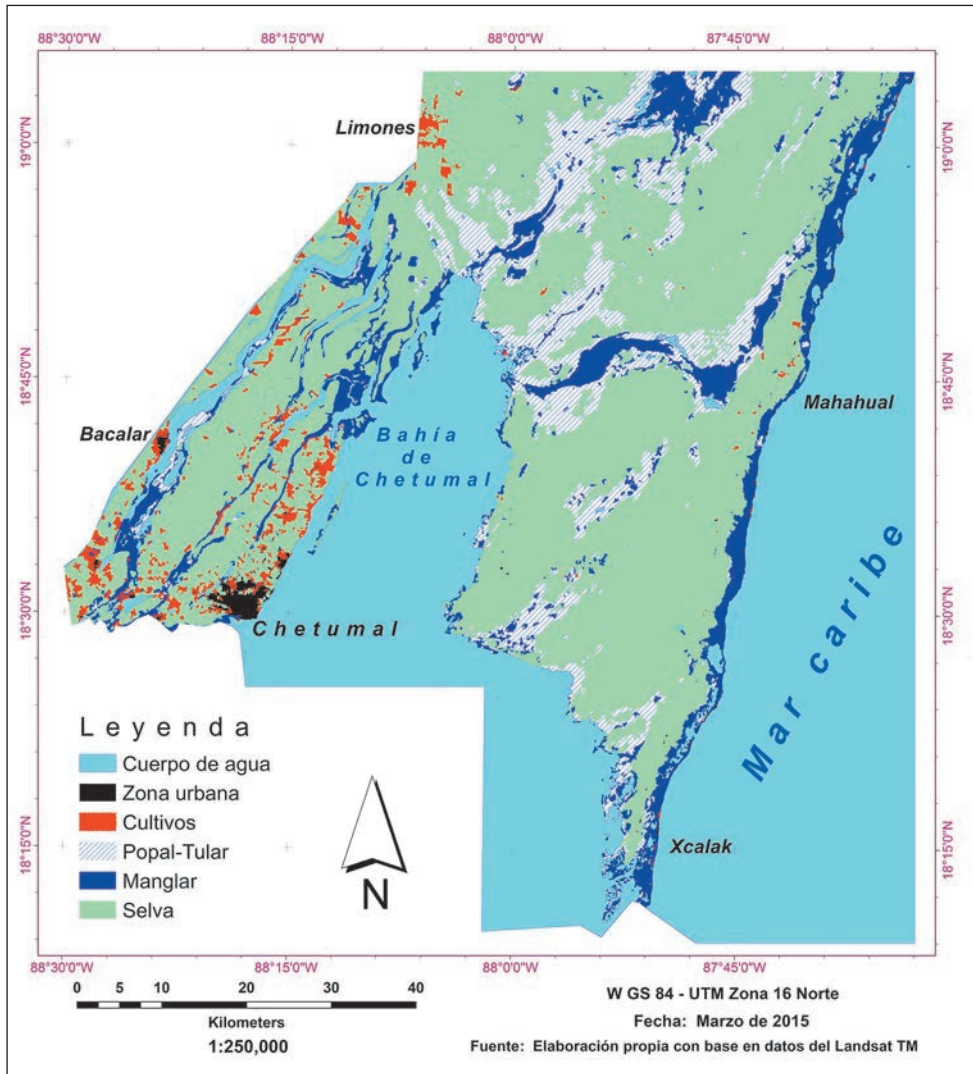 88°30'0"W 88°15'0"W 88°0'0"W 87°45'0"W
Limones
19°0'0"N 19°0'0"N
18°45'0"N 18°45'0"N
Mahahual
Bacalar
Bahía
de
Chetumal
Mar caribe
18°30'0"N 18°30'0"N
Chetumal
Leyenda
Cuerpo de agua
Zona urbana
Cultivos
Popal-Tular
Manglar
Selva
N
18°15'0"N 18°15'0"N
Xcalak
88°30'0"W 88°15'0"W 88°0'0"W 87°45'0"W
0 5 10 20 30 40
Kilometers
1:250,000
W GS 84 - UTM Zona 16 Norte
Fecha: Marzo de 2015
Fuente: Elaboración propia con base en datos del Landsat TM